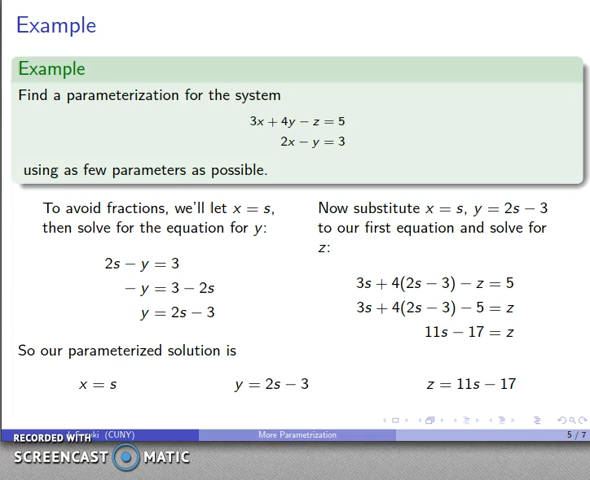 Example
Example
Find a parameterization for the system
3x + 4y − z = 5
2x − y = 3
using as few parameters as possible.
To avoid fractions, we'll let x = s,
then solve for the equation for y:
2s − y = 3
− y = 3 − 2s
y = 2s − 3
Now substitute x = s, y = 2s − 3
to our first equation and solve for
z:
3s + 4(2s − 3) − z = 5
3s + 4(2s − 3) − 5 = z
11s − 17 = z
So our parameterized solution is
x = s y = 2s − 3 z = 11s − 17
(CUNY) More Parametrization 5 / 7
RECORDED WITH
SCREENCAST MATIC